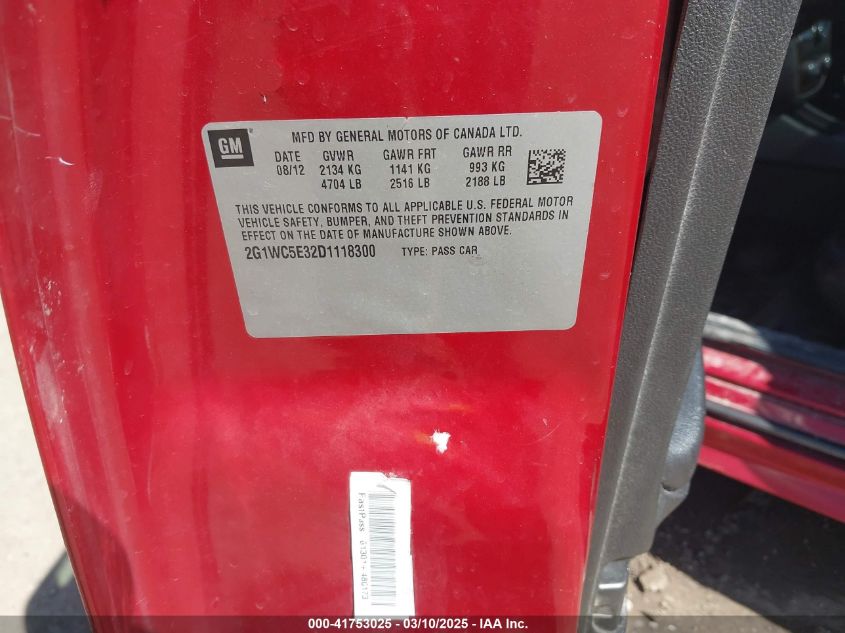 GM
MFD BY GENERAL MOTORS OF CANADA LTD.
DATE GVWR GAWR FRT GAWR RR
08/12 2134 KG 1141 KG 993 KG
4704 LB 2516 LB 2188 LB
THIS VEHICLE CONFORMS TO ALL APPLICABLE U.S. FEDERAL MOTOR
VEHICLE SAFETY, BUMPER, AND THEFT PREVENTION STANDARDS IN
EFFECT ON THE DATE OF MANUFACTURE SHOWN ABOVE.
2G1WC5E32D1118300 TYPE: PASS CAR
FastPass
000-41753025 - 03/10/2025 - IAA Inc.